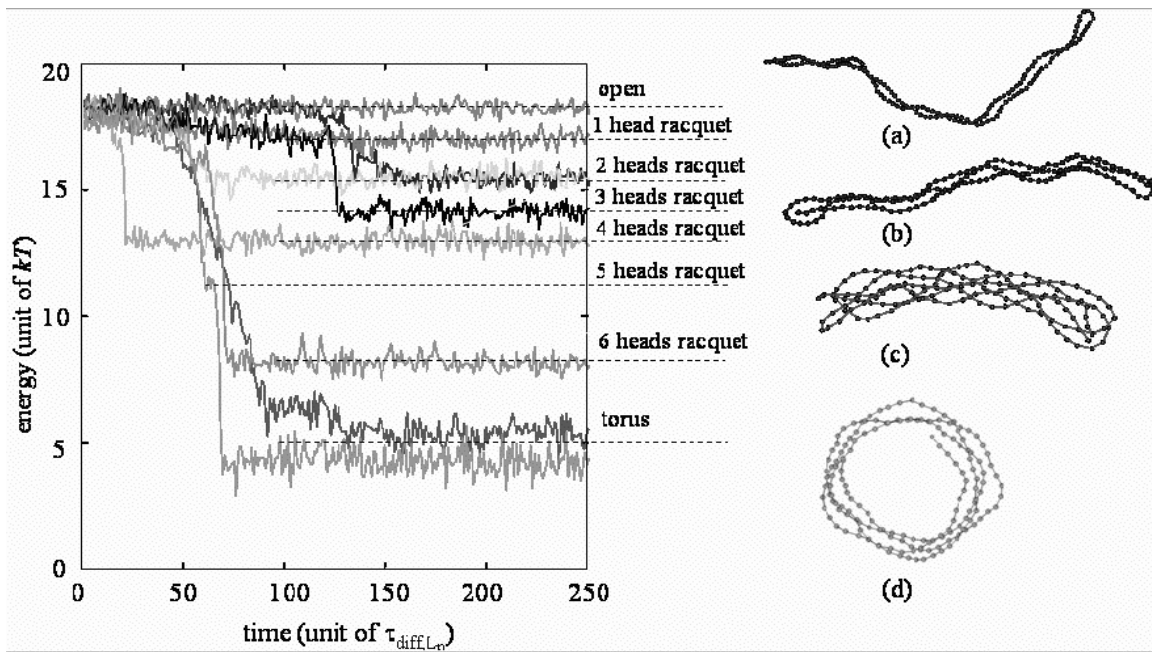 20
15
10
5
0
energy (unit of kT)
0 50 100 150 200 250
time (unit of τdiff,Lp)
open
1 head racquet
2 heads racquet
3 heads racquet
4 heads racquet
5 heads racquet
6 heads racquet
torus
(a)
(b)
(c)
(d)